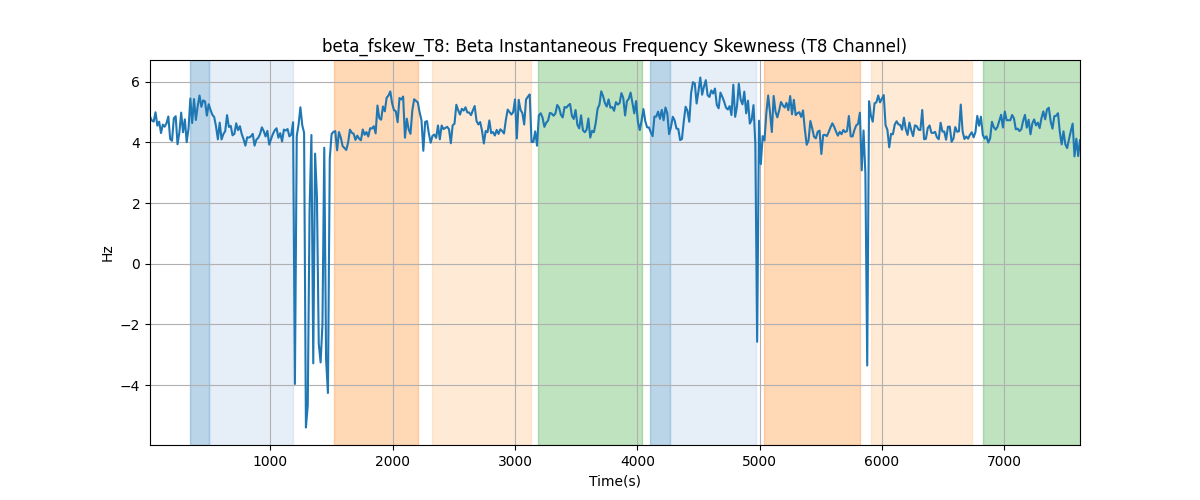 beta_fskew_T8: Beta Instantaneous Frequency Skewness (T8 Channel)
6
4
2
0
−2
−4
Hz
1000 2000 3000 4000 5000 6000 7000
Time(s)